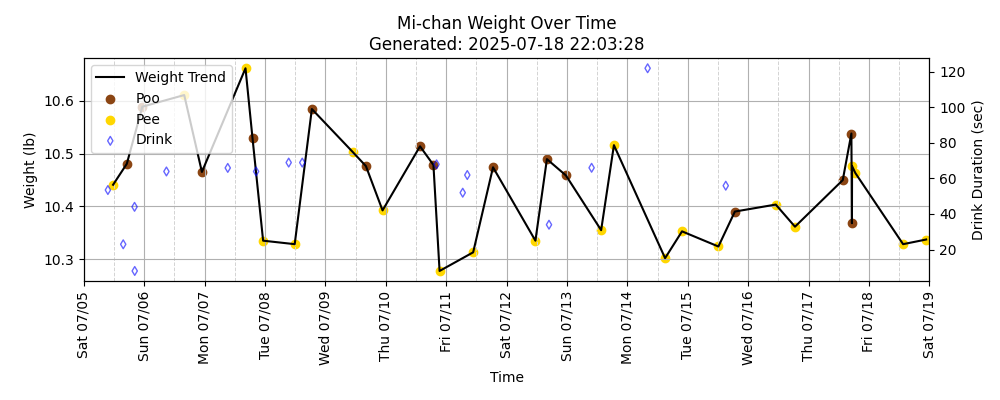 Mi-chan Weight Over Time
Generated: 2025-07-18 22:03:28
Weight Trend
Poo
Pee
Drink
Weight (lb)
10.6
10.5
10.4
10.3
120
100
80
60
40
20
Drink Duration (sec)
Sat 07/05
Sun 07/06
Mon 07/07
Tue 07/08
Wed 07/09
Thu 07/10
Fri 07/11
Sat 07/12
Sun 07/13
Mon 07/14
Tue 07/15
Wed 07/16
Thu 07/17
Fri 07/18
Sat 07/19
Time